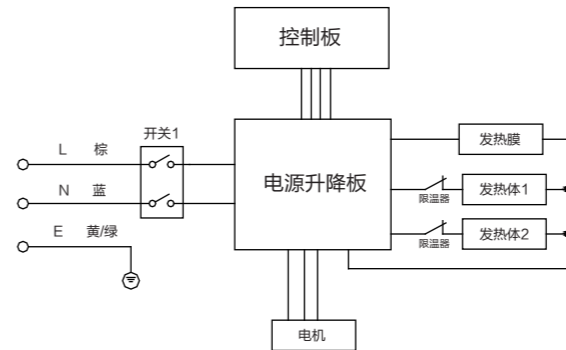 控制板
开关1
L 棕
N 蓝
E 黄/绿
电源升降板
发热膜
限温器
发热体1
限温器
发热体2
电机